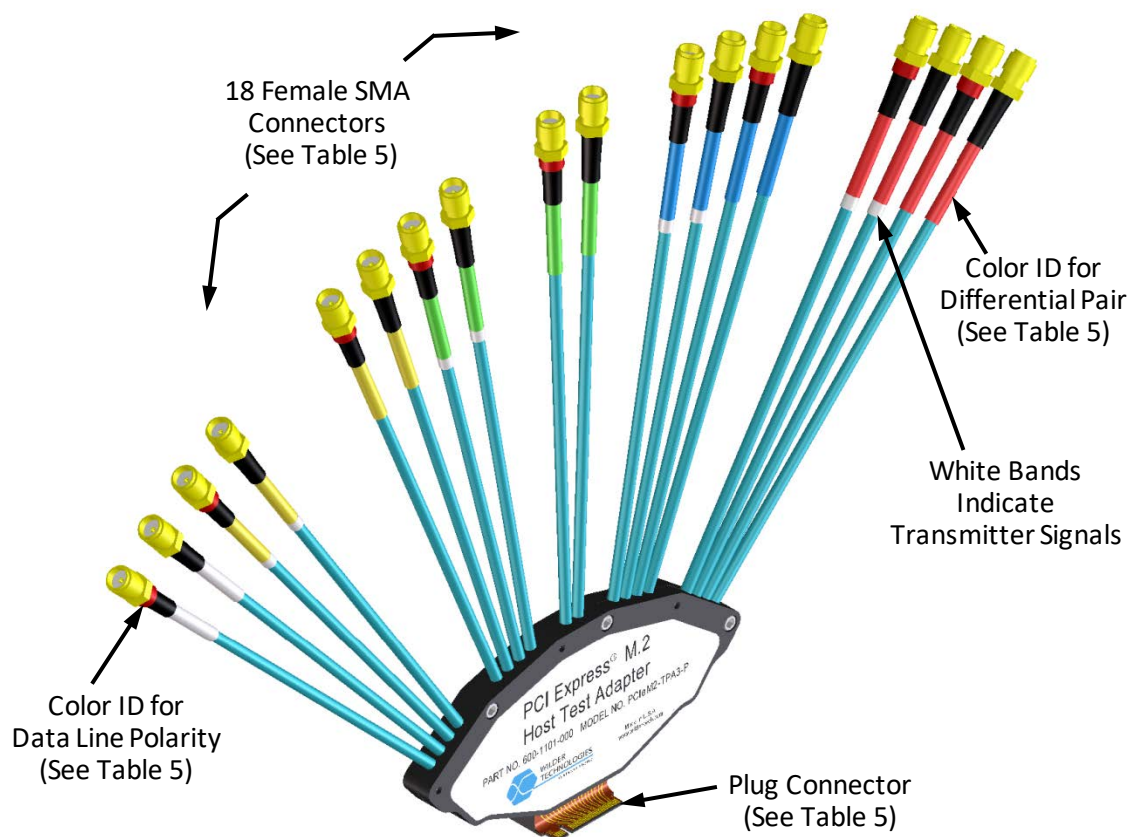 18 Female SMA
Connectors
(See Table 5)
Color ID for
Differential Pair
(See Table 5)
White Bands
Indicate
Transmitter Signals
Color ID for
Data Line Polarity
(See Table 5)
PCI Express® M.2
Host Test Adapter
PART NO. 600-1101-000 MODEL NO. PCIeM2-TPA3-P
WILDER
TECHNOLOGIES
Plug Connector
(See Table 5)